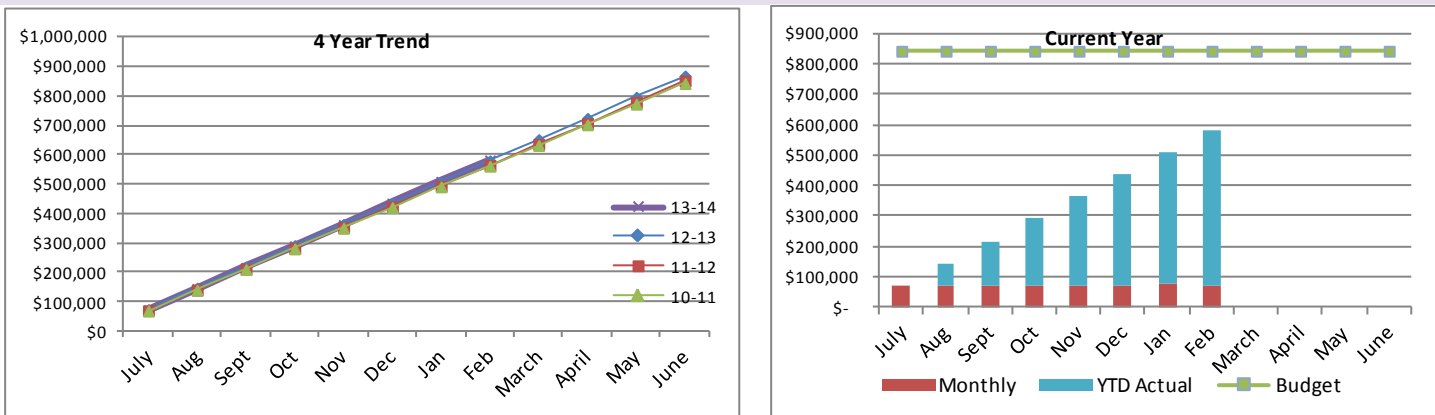 4 Year Trend
$1,000,000
$900,000
$800,000
$700,000
$600,000
$500,000
$400,000
$300,000
$200,000
$100,000
$0
13-14
12-13
11-12
10-11
July
Aug
Sept
Oct
Nov
Dec
Jan
Feb
March
April
May
June
Current Year
$900,000
$800,000
$700,000
$600,000
$500,000
$400,000
$300,000
$200,000
$100,000
$-
July
Aug
Sept
Oct
Nov
Dec
Jan
Feb
March
April
May
June
Monthly
YTD Actual
Budget